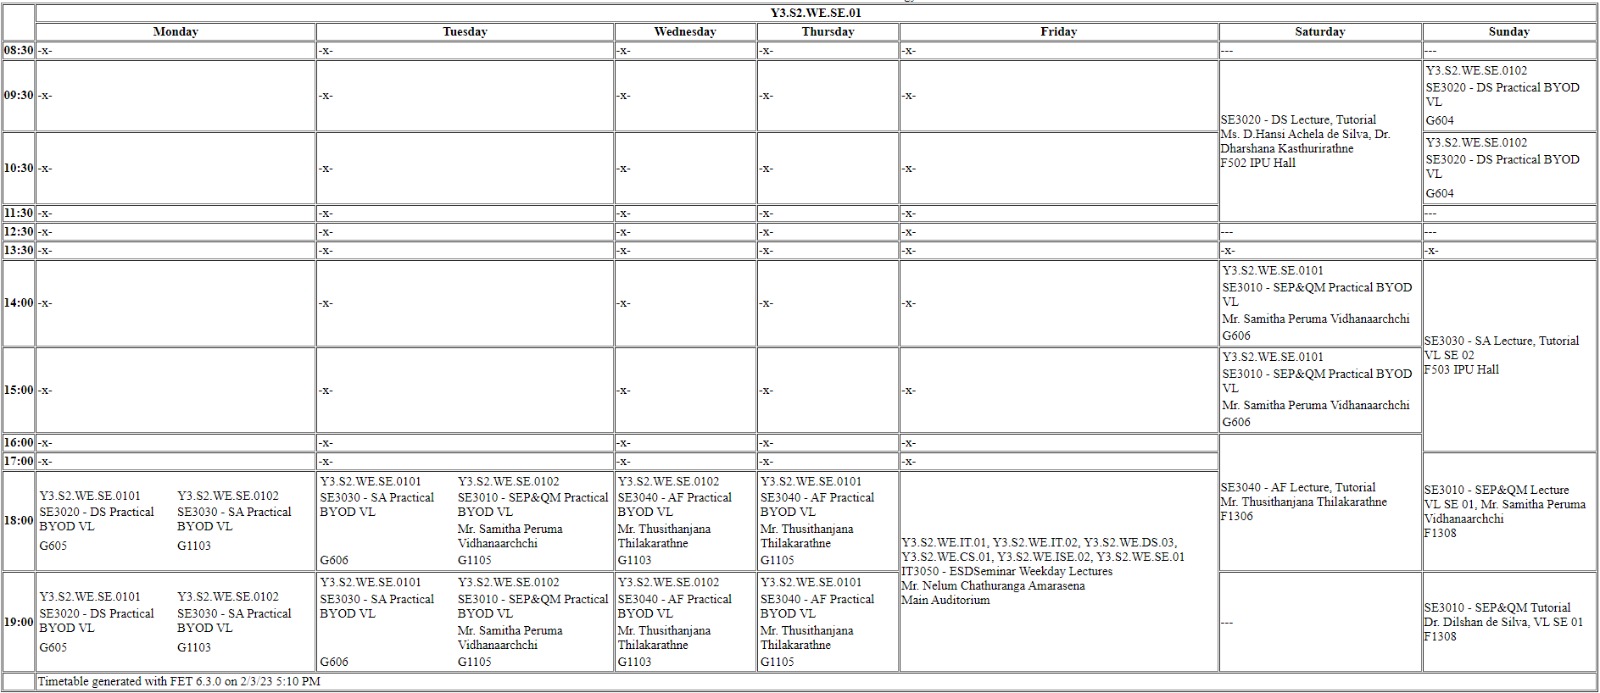 Y3.S2.WE.SE.01
Monday Tuesday Wednesday Thursday Friday Saturday Sunday
08:30 -x- -x- -x- -x- -x- --- ---
09:30 -x- -x- -x- -x- -x-
SE3020 - DS Lecture, Tutorial
Ms. D.Hansi Achela de Silva, Dr.
Dharshana Kasthurirathne
F502 IPU Hall
Y3.S2.WE.SE.0102
SE3020 - DS Practical BYOD
VL
G604
10:30 -x- -x- -x- -x- -x-
Y3.S2.WE.SE.0102
SE3020 - DS Practical BYOD
VL
G604
11:30 -x- -x- -x- -x- -x- ---
12:30 -x- -x- -x- -x- -x- --- ---
13:30 -x- -x- -x- -x- -x- -x- -x-
14:00 -x- -x- -x- -x- -x-
Y3.S2.WE.SE.0101
SE3010 - SEP&QM Practical BYOD
VL
Mr. Samitha Peruma Vidhanaarchchi
G606
SE3030 - SA Lecture, Tutorial
VL SE 02
F503 IPU Hall
15:00 -x- -x- -x- -x- -x-
Y3.S2.WE.SE.0101
SE3010 - SEP&QM Practical BYOD
VL
Mr. Samitha Peruma Vidhanaarchchi
G606
16:00 -x- -x- -x- -x- -x-
SE3040 - AF Lecture, Tutorial
Mr. Thusithanjana Thilakarathne
F1306
17:00 -x- -x- -x- -x- -x-
SE3010 - SEP&QM Lecture
VL SE 01, Mr. Samitha Peruma
Vidhanaarchchi
F1308
18:00
Y3.S2.WE.SE.0101
SE3020 - DS Practical
BYOD VL
G605
Y3.S2.WE.SE.0102
SE3030 - SA Practical
BYOD VL
G1103
Y3.S2.WE.SE.0101
SE3030 - SA Practical
BYOD VL
G606
Y3.S2.WE.SE.0102
SE3010 - SEP&QM Practical
BYOD VL
Mr. Samitha Peruma
Vidhanaarchchi
G1105
Y3.S2.WE.SE.0102
SE3040 - AF Practical
BYOD VL
Mr. Thusithanjana
Thilakarathne
G1103
Y3.S2.WE.SE.0101
SE3040 - AF Practical
BYOD VL
Mr. Thusithanjana
Thilakarathne
G1105
Y3.S2.WE.IT.01, Y3.S2.WE.IT.02, Y3.S2.WE.DS.03,
Y3.S2.WE.CS.01, Y3.S2.WE.ISE.02, Y3.S2.WE.SE.01
IT3050 - ESDSeminar Weekday Lectures
Mr. Nelum Chathuranga Amarasena
Main Auditorium
19:00
Y3.S2.WE.SE.0101
SE3020 - DS Practical
BYOD VL
G605
Y3.S2.WE.SE.0102
SE3030 - SA Practical
BYOD VL
G1103
Y3.S2.WE.SE.0101
SE3030 - SA Practical
BYOD VL
G606
Y3.S2.WE.SE.0102
SE3010 - SEP&QM Practical
BYOD VL
Mr. Samitha Peruma
Vidhanaarchchi
G1105
Y3.S2.WE.SE.0102
SE3040 - AF Practical
BYOD VL
Mr. Thusithanjana
Thilakarathne
G1103
Y3.S2.WE.SE.0101
SE3040 - AF Practical
BYOD VL
Mr. Thusithanjana
Thilakarathne
G1105
---
SE3010 - SEP&QM Tutorial
Dr. Dilshan de Silva, VL SE 01
F1308
Timetable generated with FET 6.3.0 on 2/3/23 5:10 PM